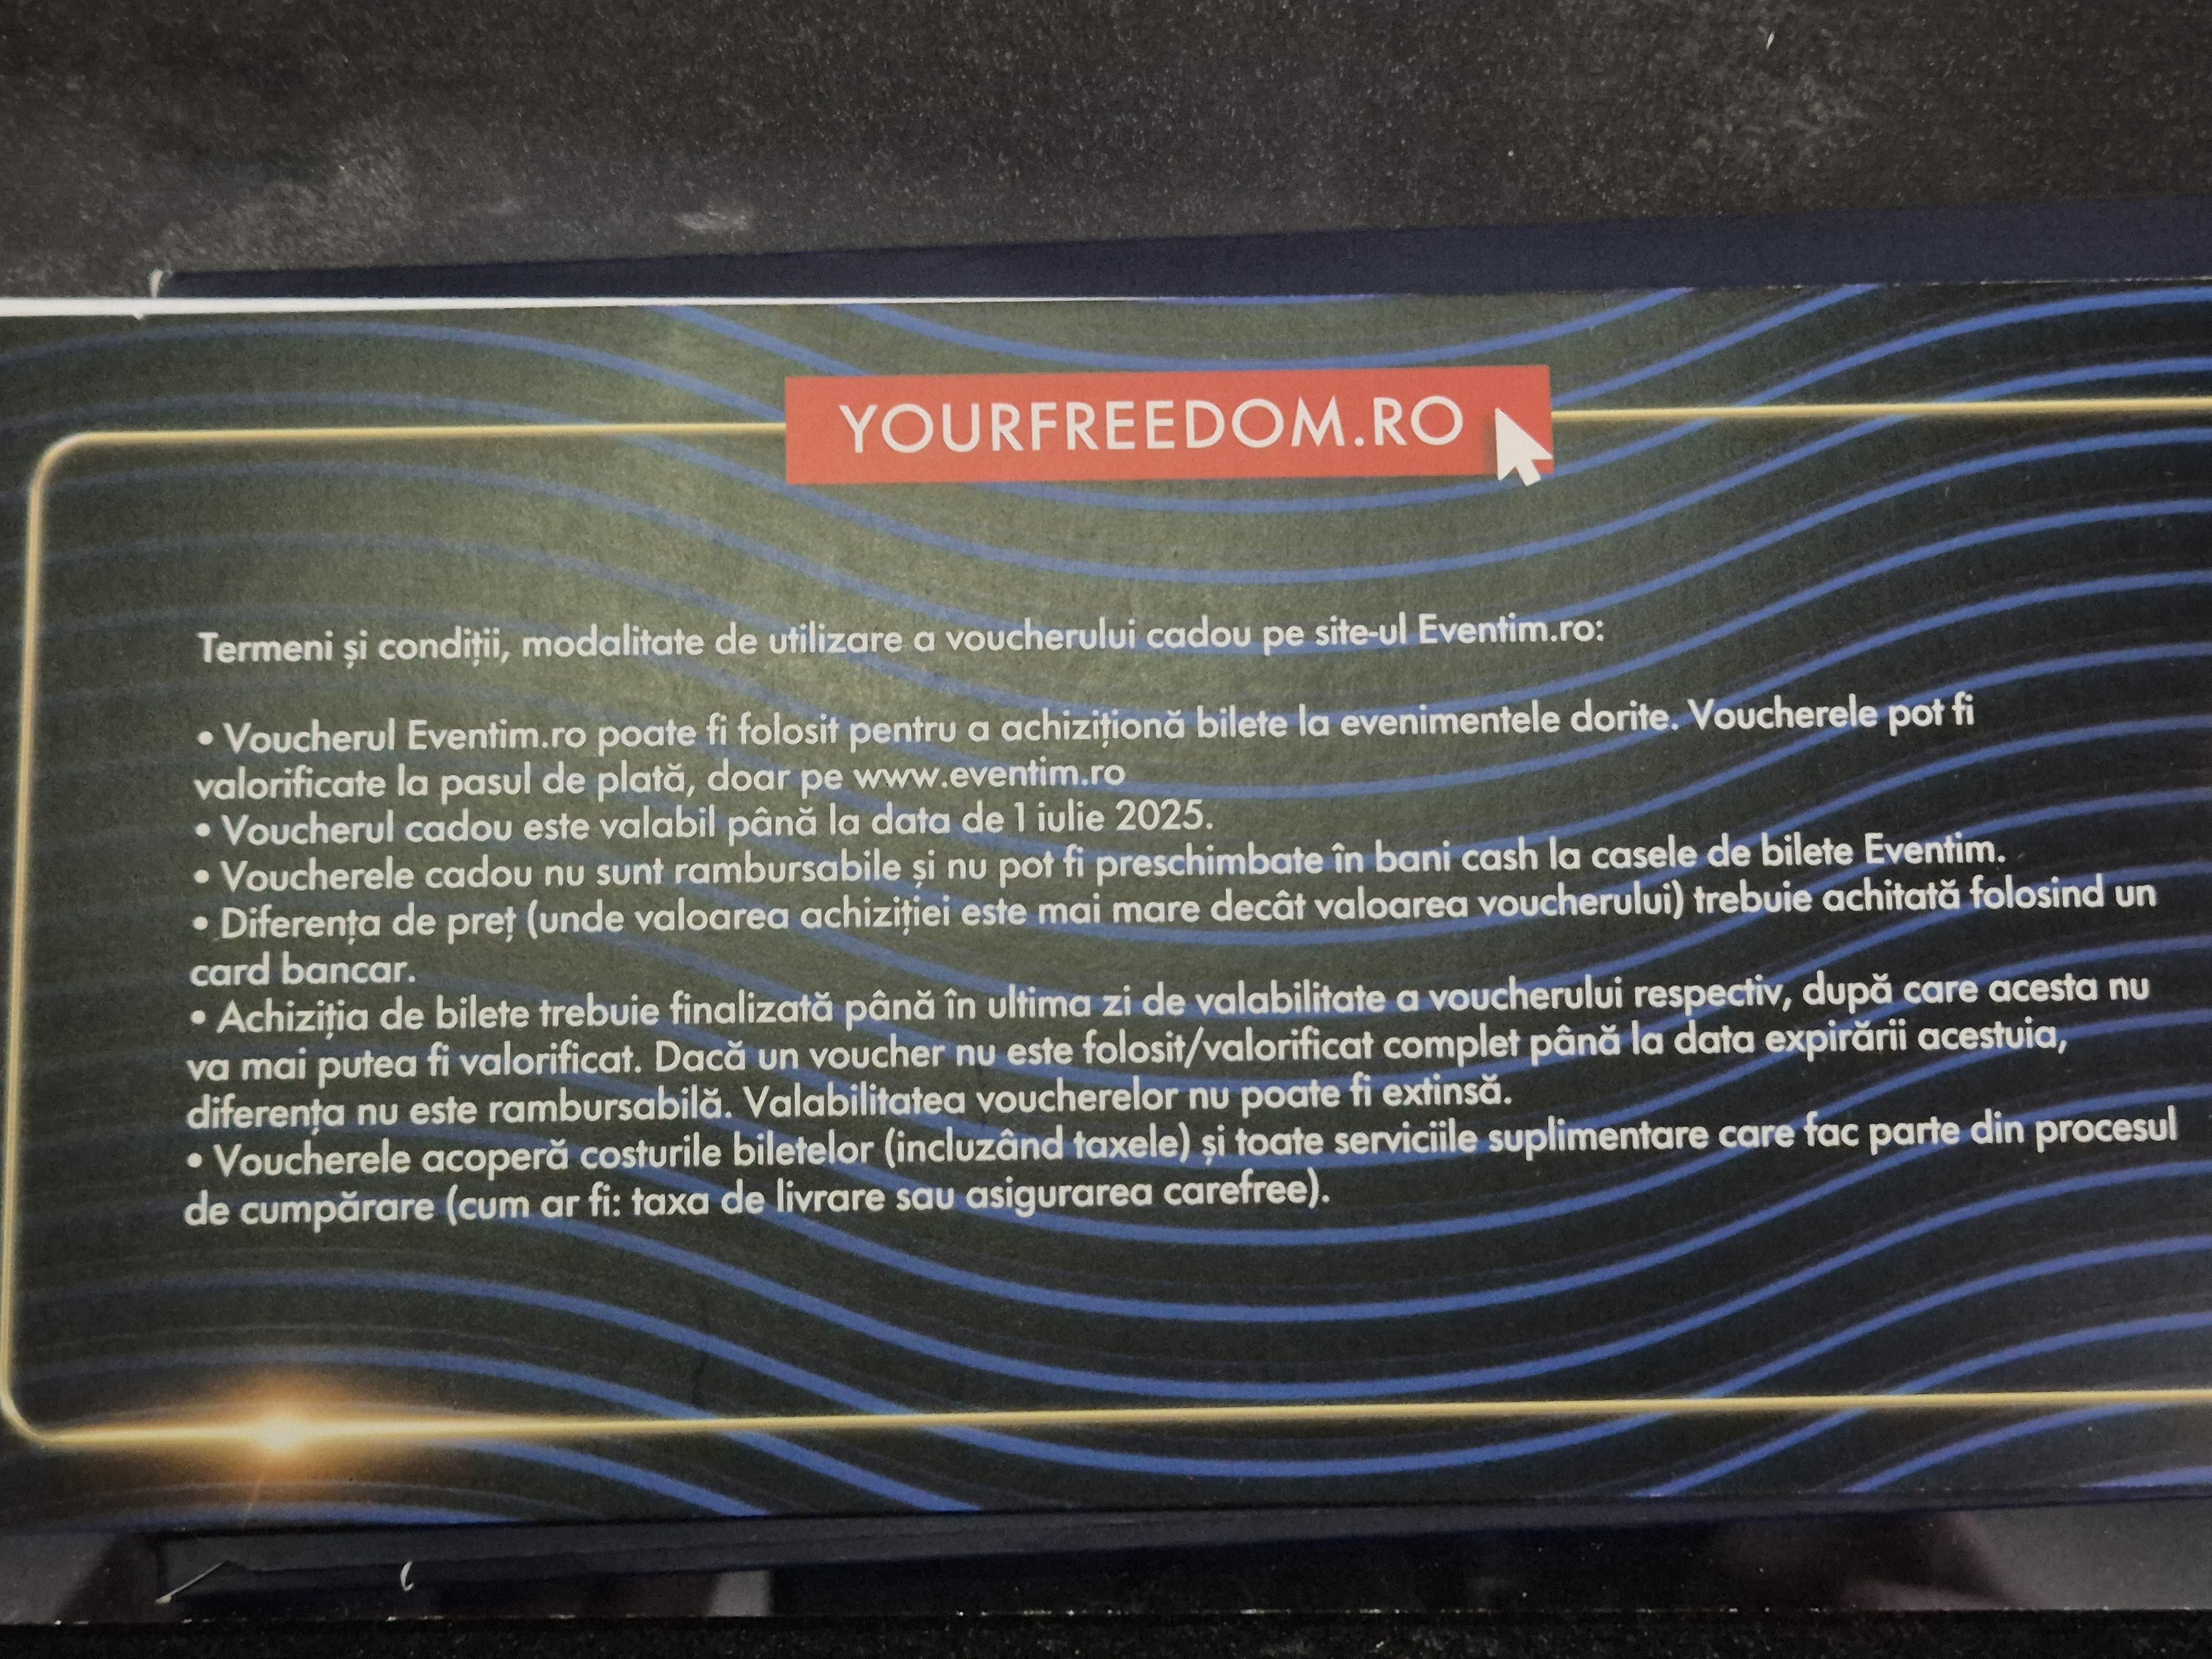 YOURFREEDOM.RO
Termeni și condiții, modalitate de utilizare a voucherului cadou pe site-ul Eventim.ro:
• Voucherul Eventim.ro poate fi folosit pentru a achiziționă bilete la evenimentele dorite. Voucherele pot fi
valorificate la pasul de plată, doar pe www.eventim.ro
• Voucherul cadou este valabil până la data de 1 iulie 2025.
• Voucherele cadou nu sunt rambursabile și nu pot fi preschimbate în bani cash la casele de bilete Eventim.
• Diferența de preț (unde valoarea achiziției este mai mare decât valoarea voucherului) trebuie achitată folosind un
card bancar.
• Achiziția de bilete trebuie finalizată până în ultima zi de valabilitate a voucherului respectiv, după care acesta nu
va mai putea fi valorificat. Dacă un voucher nu este folosit/valorificat complet până la data expirării acestuia,
diferența nu este rambursabilă. Valabilitatea voucherelor nu poate fi extinsă.
• Voucherele acoperă costurile biletelor (incluzând taxele) și toate serviciile suplimentare care fac parte din procesul
de cumpărare (cum ar fi: taxa de livrare sau asigurarea carefree).